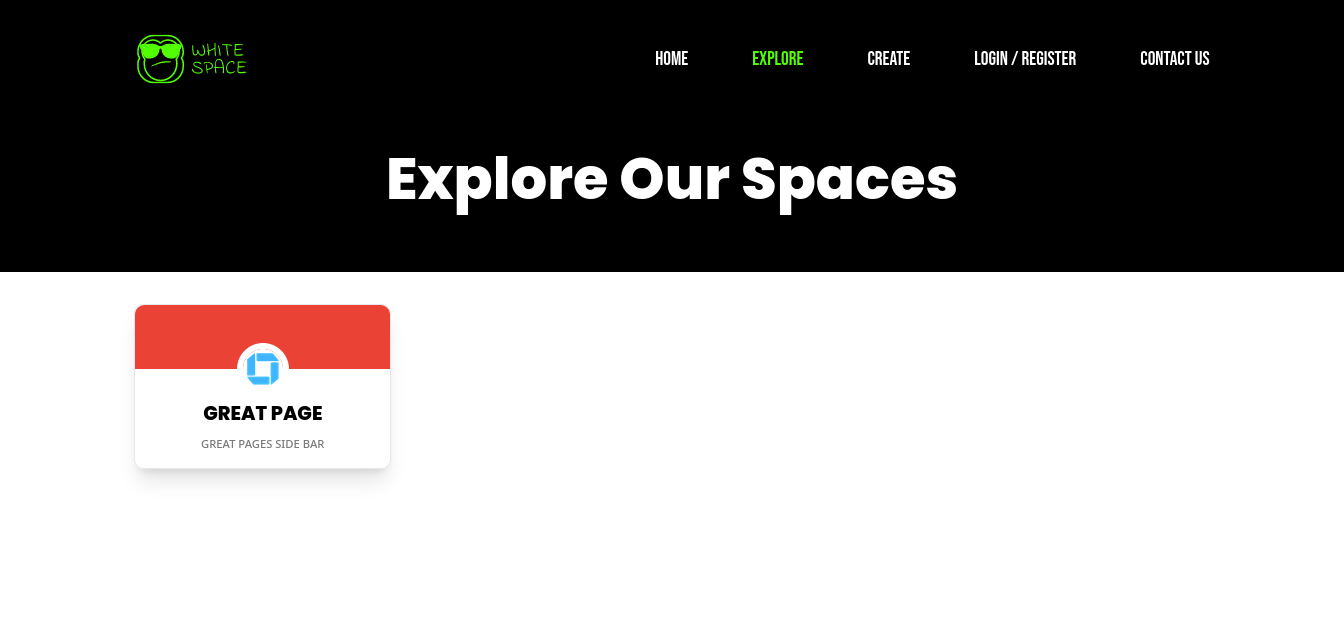 WHITE
SPACE
HOME
EXPLORE
CREATE
LOGIN / REGISTER
CONTACT US
Explore Our Spaces
GREAT PAGE
GREAT PAGES SIDE BAR